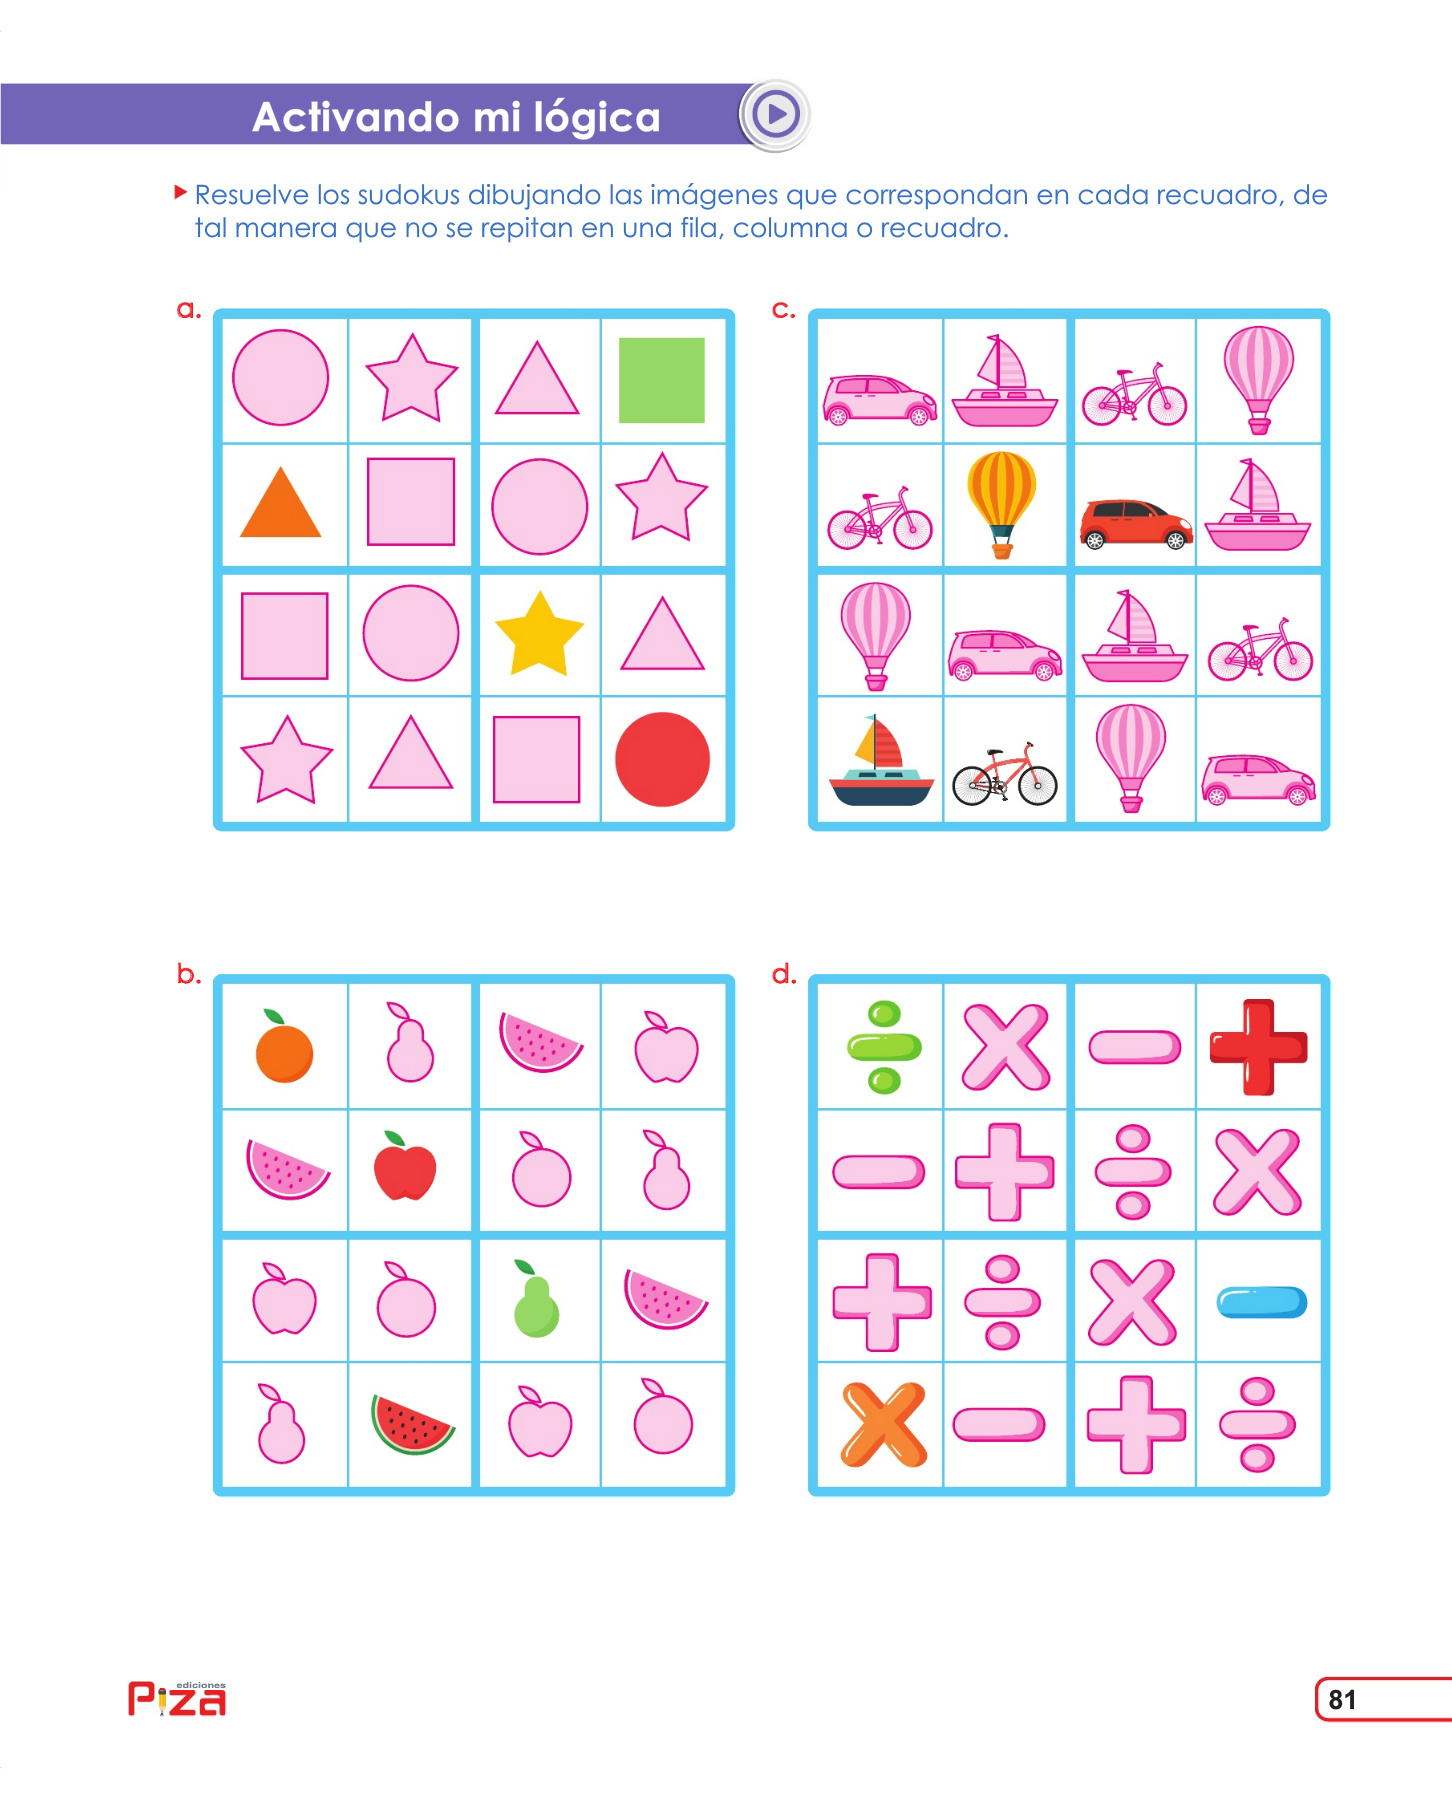 Activando mi lógica
Resuelve los sudokus dibujando las imágenes que correspondan en cada recuadro, de
tal manera que no se repitan en una fila, columna o recuadro.
a.
c.
b.
d.
ediciones
Piza
81